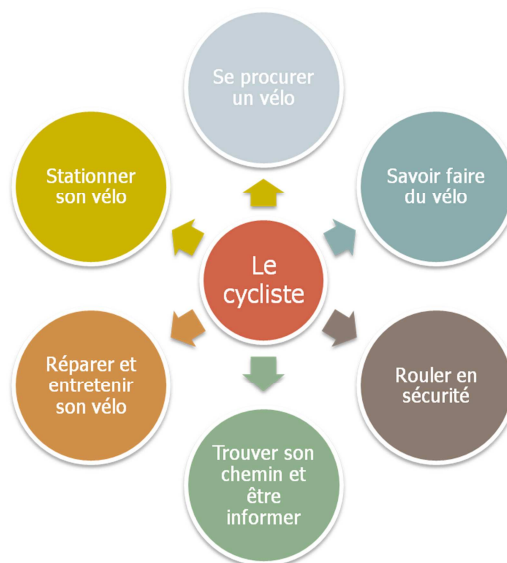 Se procurer
un vélo
Savoir faire
du vélo
Rouler en
sécurité
Trouver son
chemin et
être
informer
Réparer et
entretenir
son vélo
Stationner
son vélo
Le
cycliste